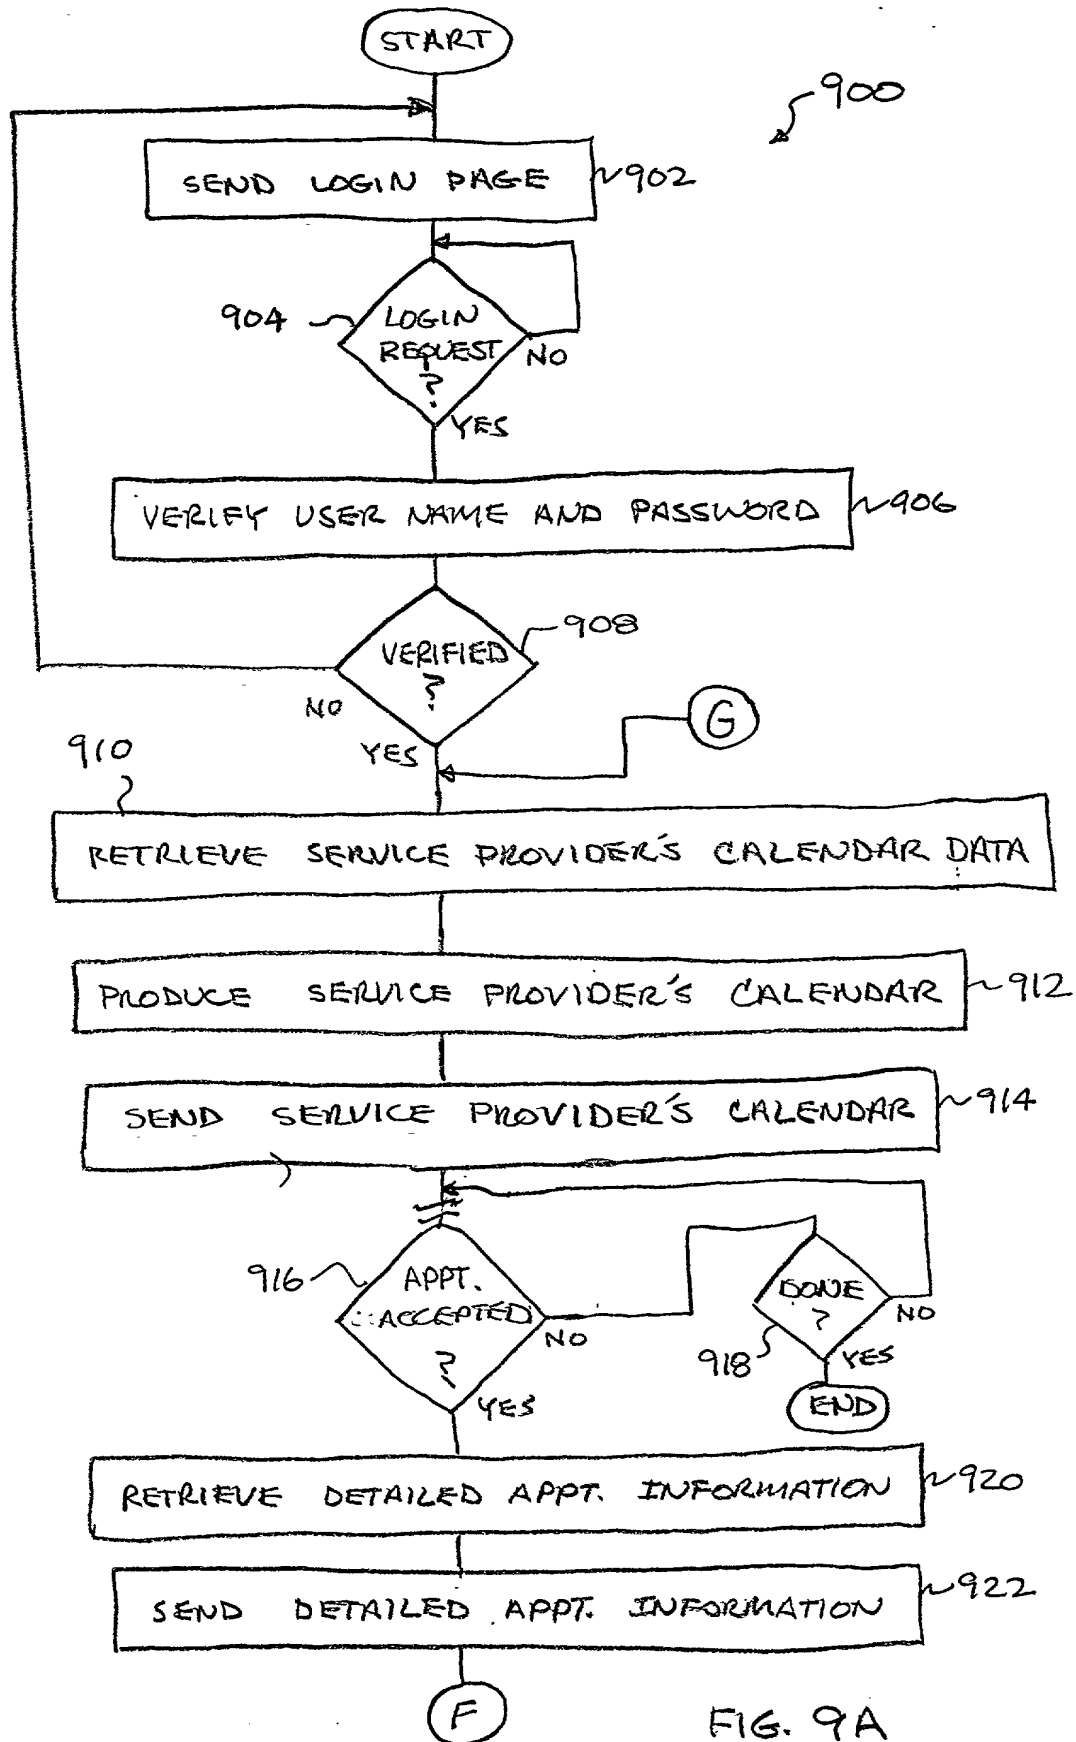 START
900
SEND LOGIN PAGE
902
904
LOGIN
REQUEST
?
NO
YES
VERIFY USER NAME AND PASSWORD
906
908
VERIFIED
?
NO
YES
G
910
RETRIEVE SERVICE PROVIDER'S CALENDAR DATA
PRODUCE SERVICE PROVIDER'S CALENDAR
912
SEND SERVICE PROVIDER'S CALENDAR
914
916
APPT.
ACCEPTED
?
NO
YES
DONE
?
NO
918
YES
END
RETRIEVE DETAILED APPT. INFORMATION
920
SEND DETAILED APPT. INFORMATION
922
F
FIG. 9A